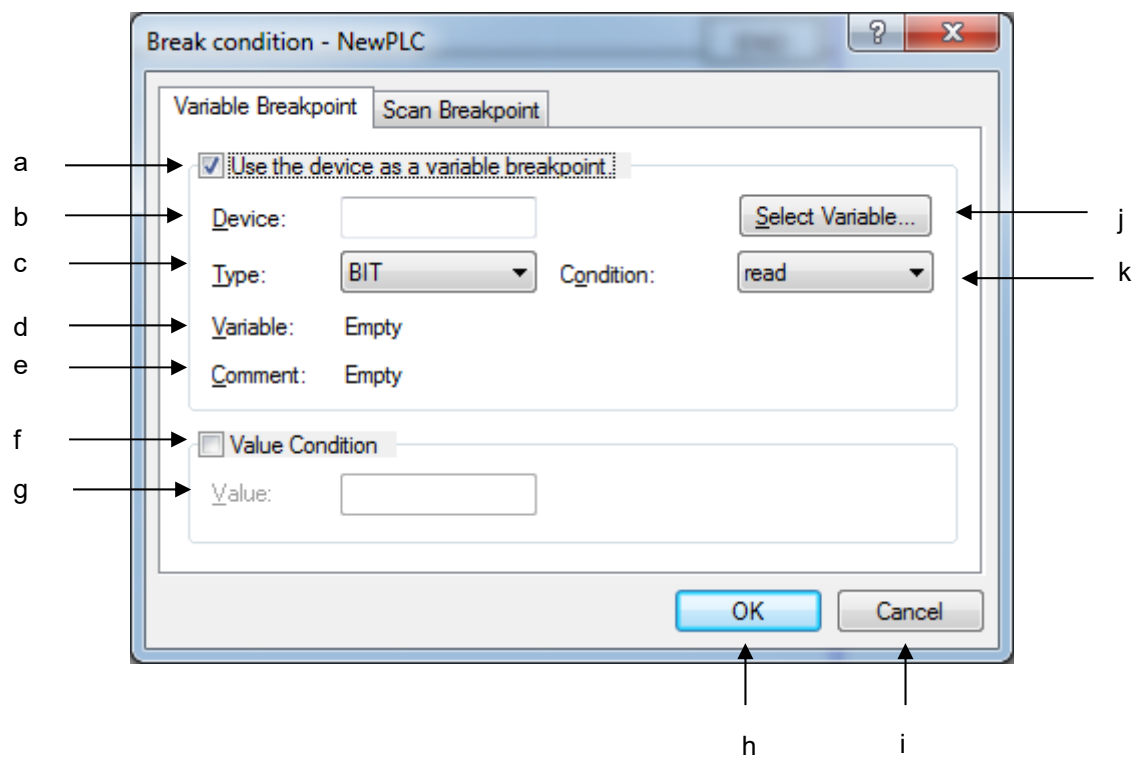 Break condition - NewPLC
Variable Breakpoint Scan Breakpoint
a Use the device as a variable breakpoint
b Device: Select Variable... j
c Type: BIT Condition: read k
d Variable: Empty
e Comment: Empty
f Value Condition
g Value:
OK Cancel
h i